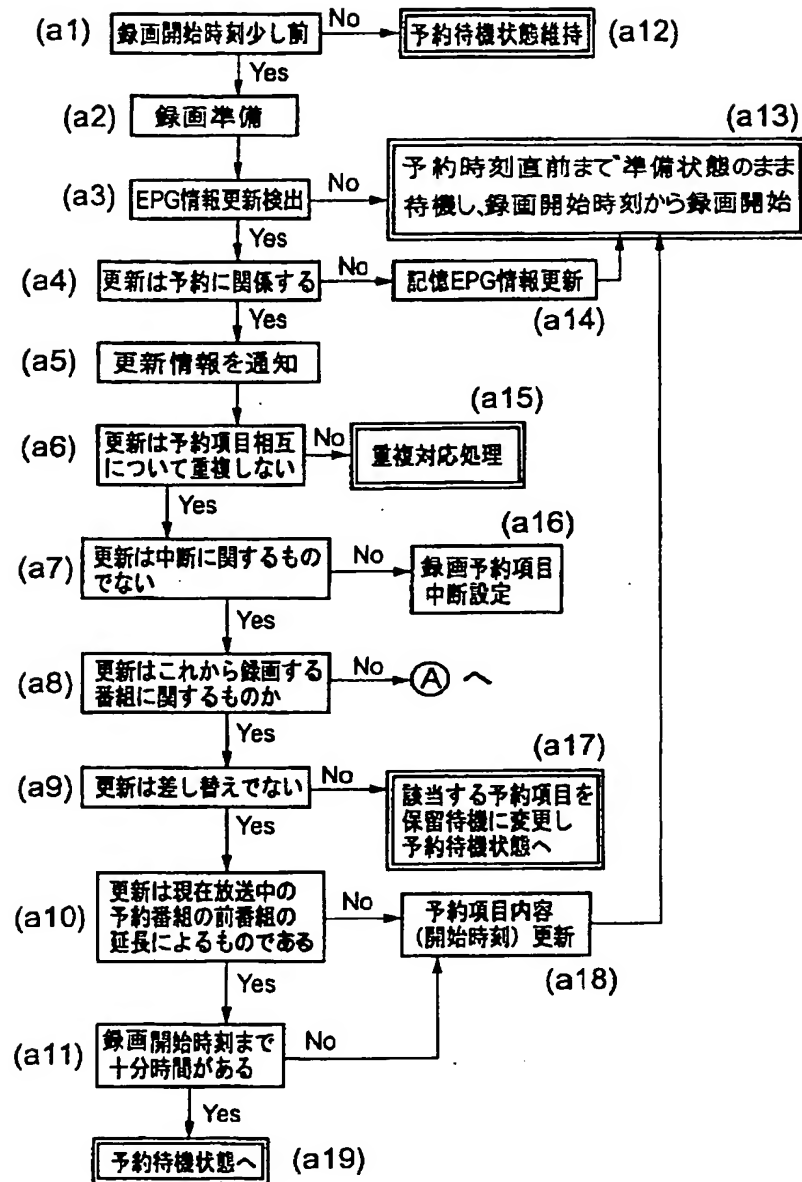 (a1)
録画開始時刻少し前
No
予約待機状態維持
(a12)
Yes
(a2)
録画準備
(a13)
予約時刻直前まで準備状態のまま
待機し、録画開始時刻から録画開始
(a3)
EPG情報更新検出
No
Yes
(a4)
更新は予約に関係する
No
記憶EPG情報更新
(a14)
Yes
(a5)
更新情報を通知
(a15)
(a6)
更新は予約項目相互
について重複しない
No
重複対応処理
Yes
(a16)
(a7)
更新は中断に関するもの
でない
No
録画予約項目
中断設定
Yes
(a8)
更新はこれから録画する
番組に関するものか
No
A へ
Yes
(a17)
(a9)
更新は差し替えでない
No
該当する予約項目を
保留待機に変更し
予約待機状態へ
Yes
(a10)
更新は現在放送中の
予約番組の前番組の
延長によるものである
No
予約項目内容
(開始時刻) 更新
(a18)
Yes
(a11)
録画開始時刻まで
十分時間がある
No
Yes
予約待機状態へ
(a19)